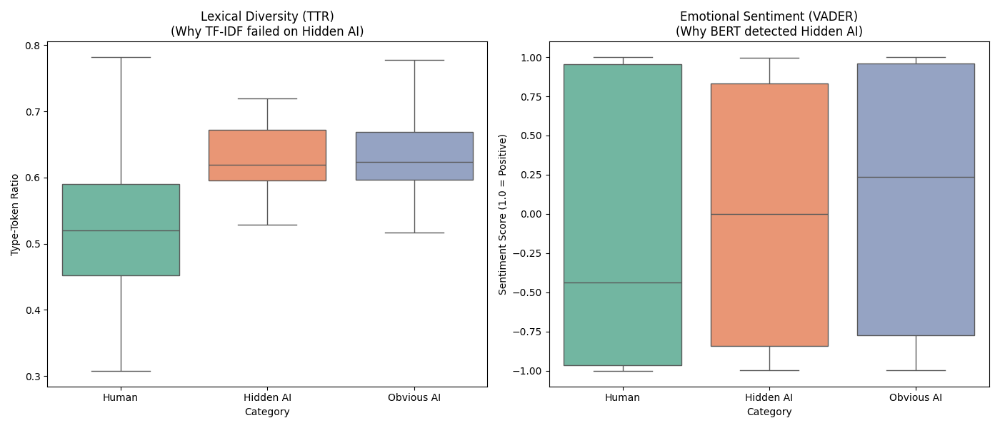 Lexical Diversity (TTR)
(Why TF-IDF failed on Hidden AI)
Type-Token Ratio
0.8
0.7
0.6
0.5
0.4
0.3
Human
Hidden AI
Obvious AI
Category
Emotional Sentiment (VADER)
(Why BERT detected Hidden AI)
Sentiment Score (1.0 = Positive)
1.00
0.75
0.50
0.25
0.00
−0.25
−0.50
−0.75
−1.00
Human
Hidden AI
Obvious AI
Category